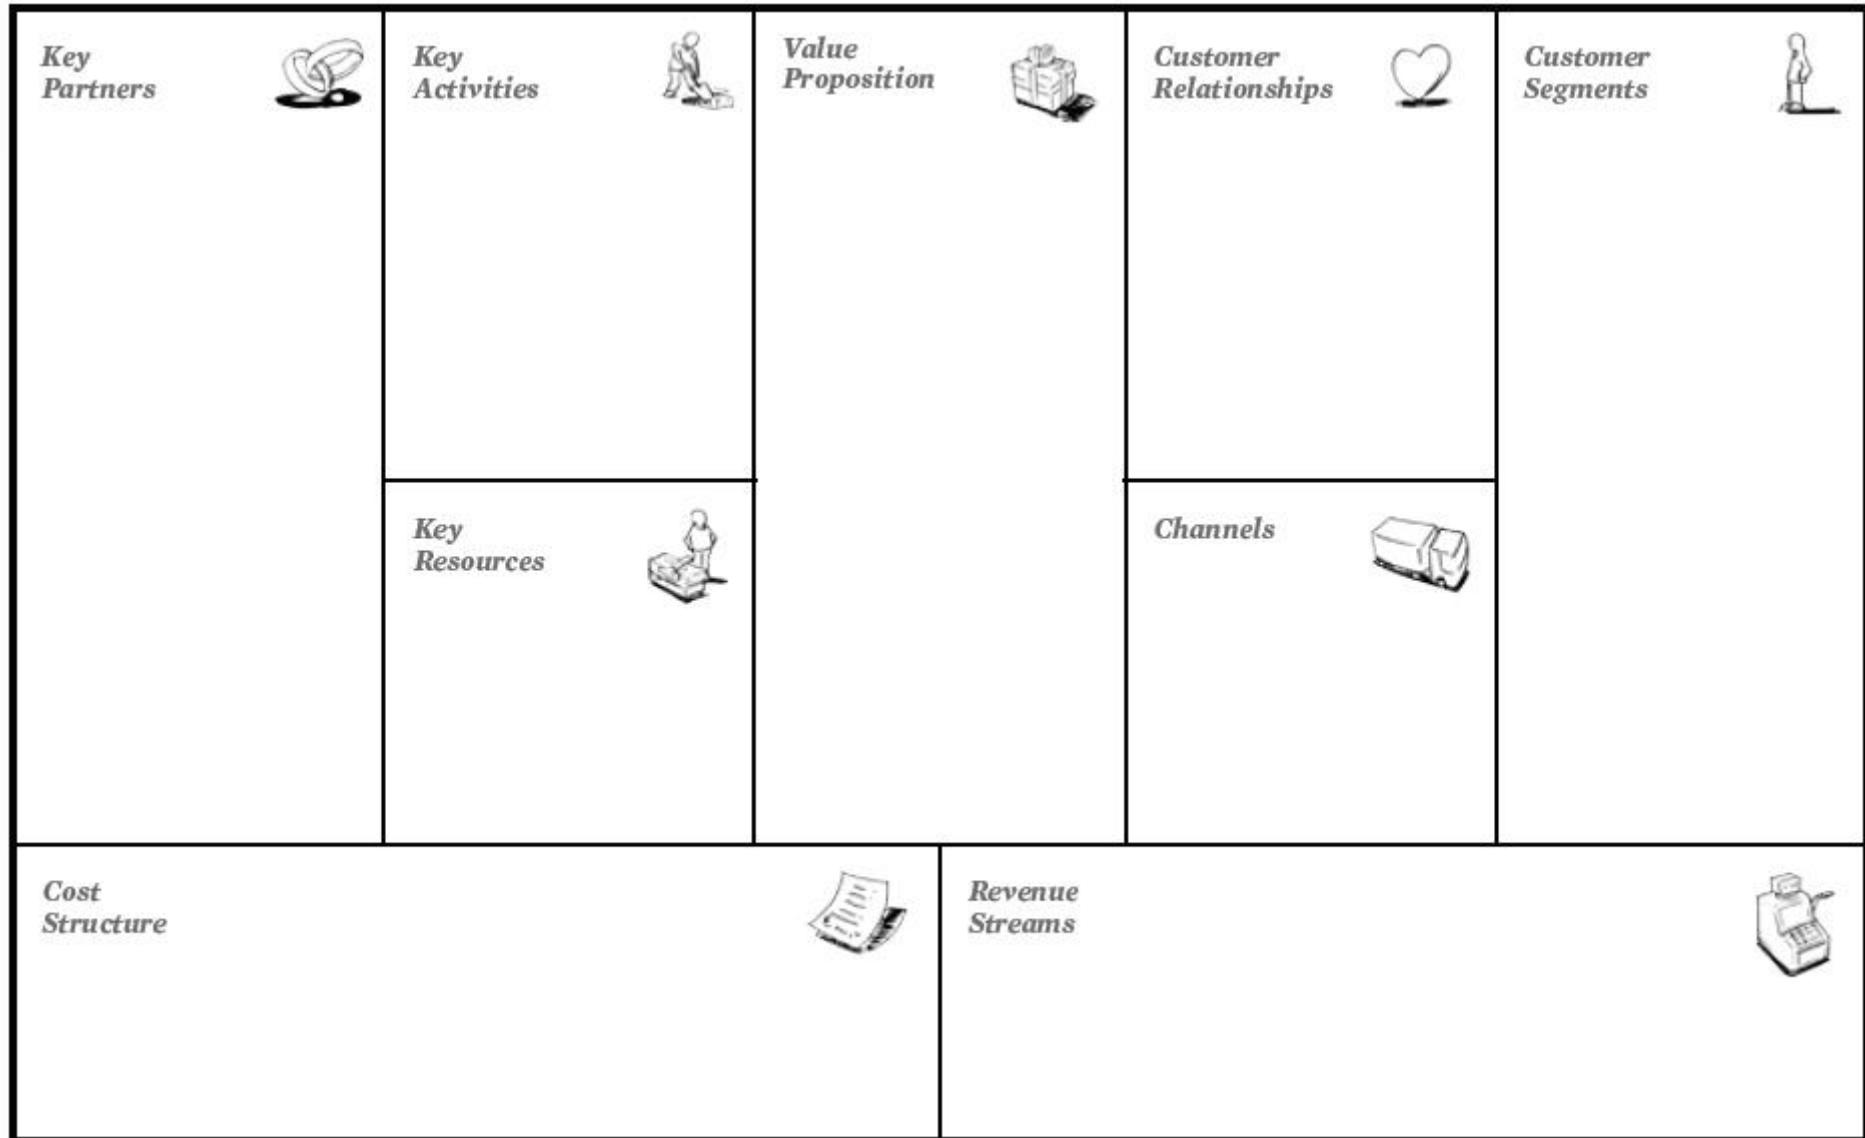 Key
Partners
Key
Activities
Value
Proposition
Customer
Relationships
Customer
Segments
Key
Resources
Channels
Cost
Structure
Revenue
Streams